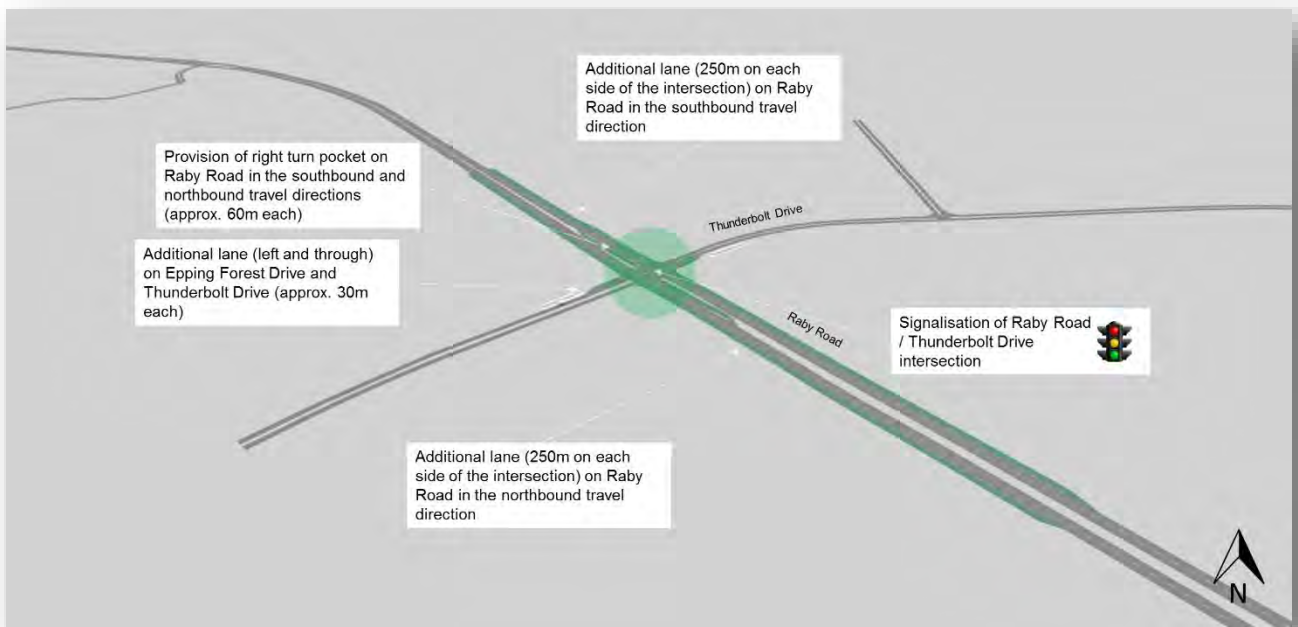 Additional lane (250m on each
side of the intersection) on Raby
Road in the southbound travel
direction
Provision of right turn pocket on
Raby Road in the southbound and
northbound travel directions
(approx. 60m each)
Thunderbolt Drive
Additional lane (left and through)
on Epping Forest Drive and
Thunderbolt Drive (approx. 30m
each)
Raby Road
Signalisation of Raby Road
/ Thunderbolt Drive
intersection
Additional lane (250m on each
side of the intersection) on Raby
Road in the northbound travel
direction
N